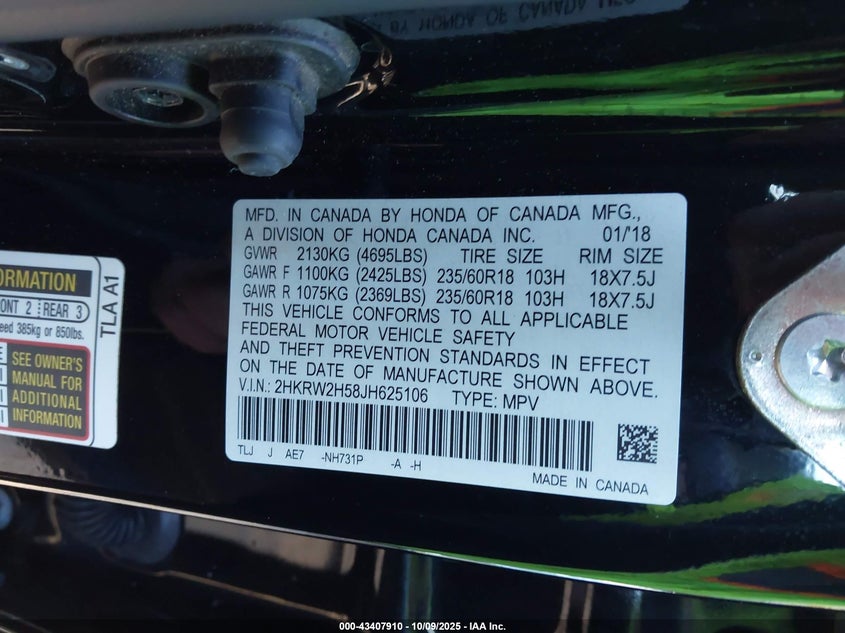 MFD. IN CANADA BY HONDA OF CANADA MFG.,
A DIVISION OF HONDA CANADA INC. 01/'18
GVWR 2130KG (4695LBS) TIRE SIZE RIM SIZE
GAWR F 1100KG (2425LBS) 235/60R18 103H 18X7.5J
GAWR R 1075KG (2369LBS) 235/60R18 103H 18X7.5J
THIS VEHICLE CONFORMS TO ALL APPLICABLE
FEDERAL MOTOR VEHICLE SAFETY
AND THEFT PREVENTION STANDARDS IN EFFECT
ON THE DATE OF MANUFACTURE SHOWN ABOVE.
V.I.N.: 2HKRW2H58JH625106 TYPE: MPV
TLJ J AE7 -NH731P -A -H
MADE IN CANADA
ORMATION
ONT 2 REAR 3
eed 385kg or 850lbs.
SEE OWNER'S
MANUAL FOR
ADDITIONAL
INFORMATION
TLA A1
000-43407910 - 10/09/2025 - IAA Inc.